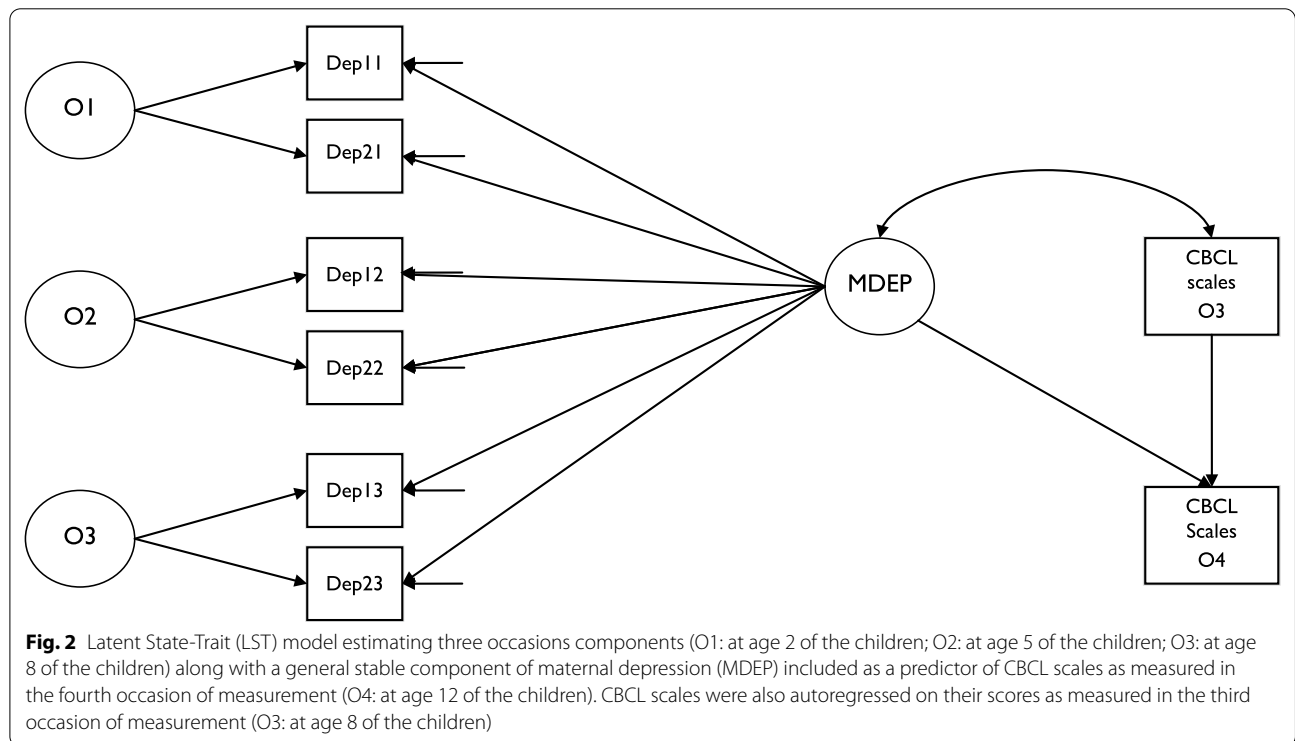 O1
Dep11
Dep21
O2
Dep12
Dep22
O3
Dep13
Dep23
MDEP
CBCL
scales
O3
CBCL
Scales
O4
Fig. 2 Latent State-Trait (LST) model estimating three occasions components (O1: at age 2 of the children; O2: at age 5 of the children; O3: at age
8 of the children) along with a general stable component of maternal depression (MDEP) included as a predictor of CBCL scales as measured in
the fourth occasion of measurement (O4: at age 12 of the children). CBCL scales were also autoregressed on their scores as measured in the third
occasion of measurement (O3: at age 8 of the children)